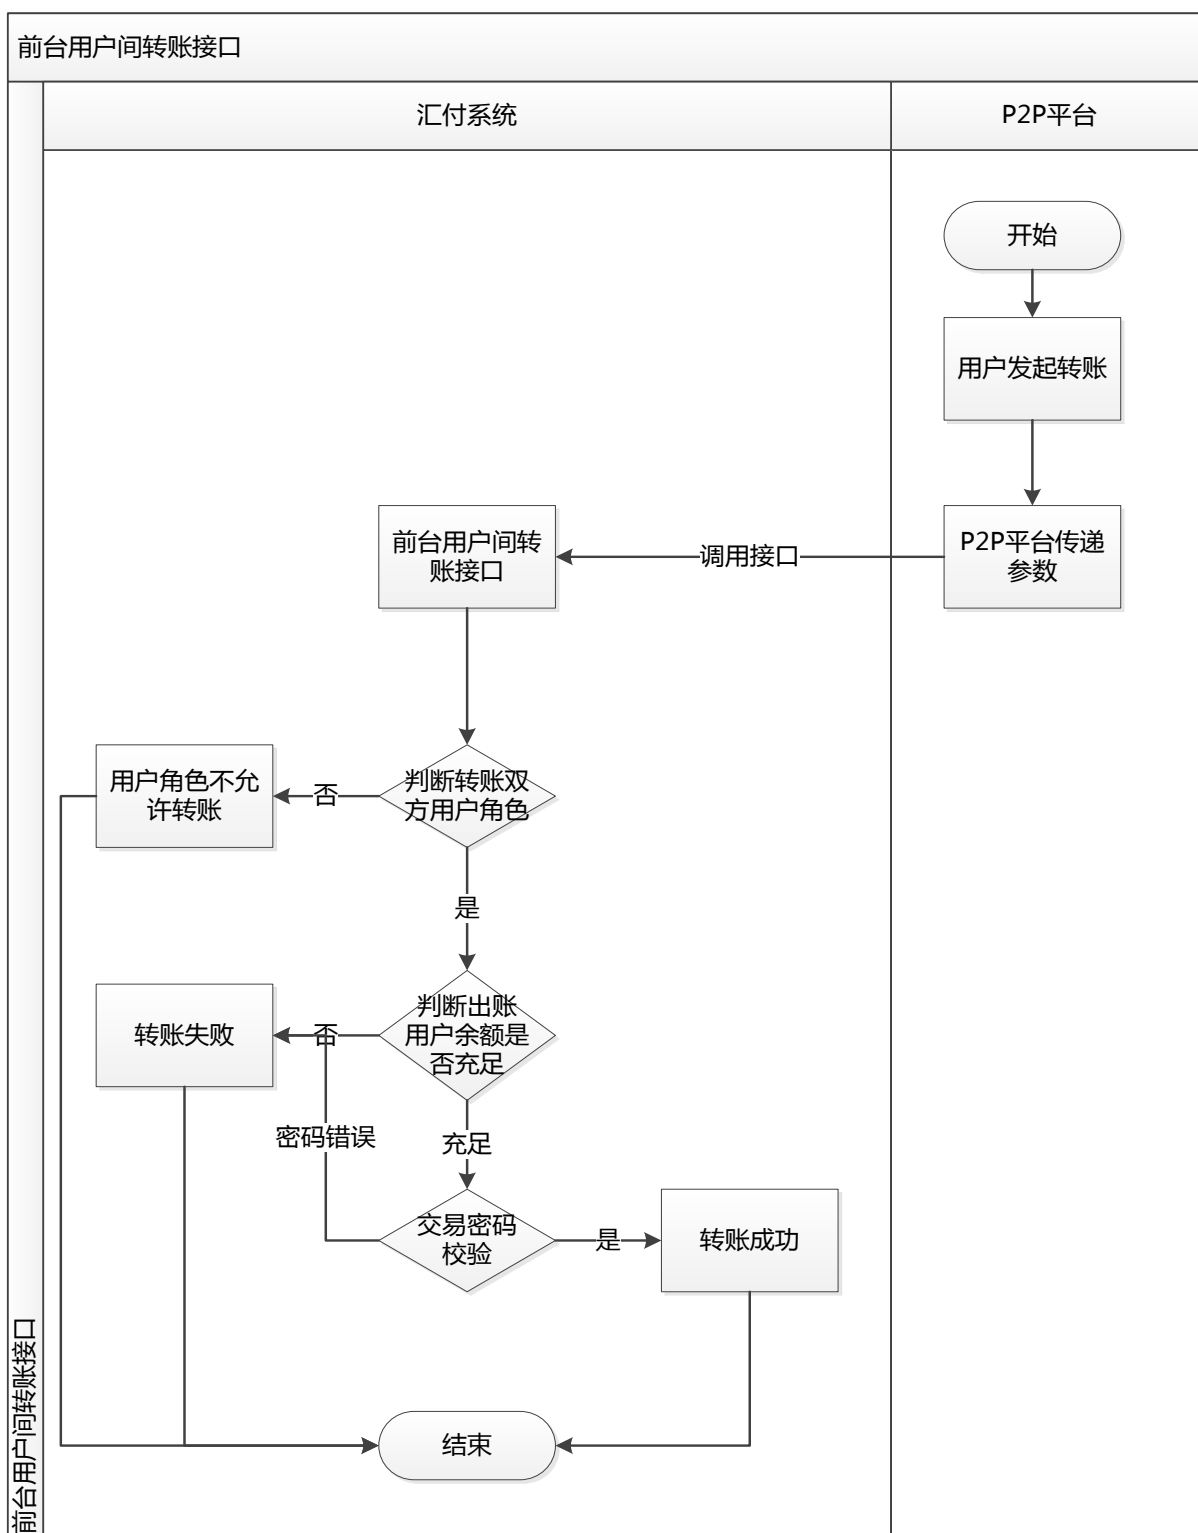 前台用户间转账接口
汇付系统
P2P平台
开始
用户发起转账
P2P平台传递
参数
调用接口
前台用户间转
账接口
判断转账双
方用户角色
否
用户角色不允
许转账
是
判断出账
用户余额是
否充足
否
转账失败
密码错误
充足
交易密码
校验
是
转账成功
结束
前台用户间转账接口